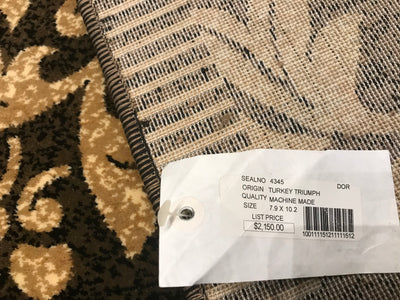 SEALNO 4345
ORIGIN TURKEY TRIUMPH DOR
QUALITY MACHINE MADE
SIZE 7.9 X 10.2
LIST PRICE
$2,150.00
100111151211111512